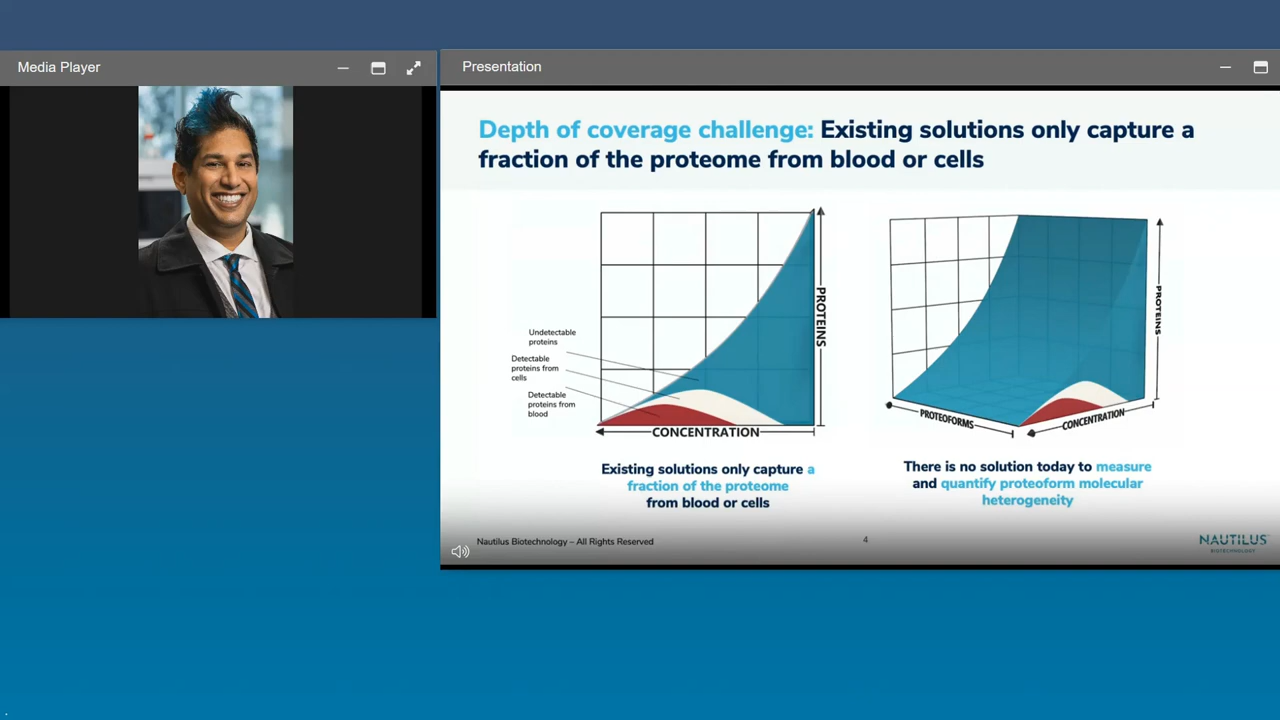 Media Player
Presentation
Depth of coverage challenge: Existing solutions only capture a
fraction of the proteome from blood or cells
Undetectable
proteins
Detectable
proteins from
cells
Detectable
proteins from
blood
PROTEINS
CONCENTRATION
PROTEINS
PROTEOFORMS
CONCENTRATION
Existing solutions only capture a
fraction of the proteome
from blood or cells
There is no solution today to measure
and quantify proteoform molecular
heterogeneity
Nautilus Biotechnology – All Rights Reserved
4
NAUTILUS
BIOTECHNOLOGY